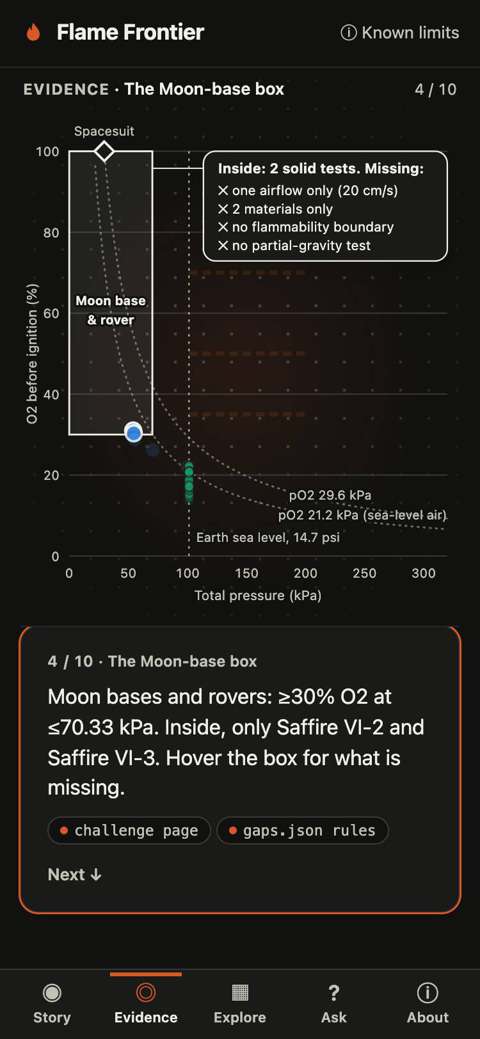 Flame Frontier
Known limits
EVIDENCE · The Moon-base box
4 / 10
Spacesuit
100
80
60
40
20
0
O2 before ignition (%)
Inside: 2 solid tests. Missing:
✕ one airflow only (20 cm/s)
✕ 2 materials only
✕ no flammability boundary
✕ no partial-gravity test
Moon base
& rover
pO2 29.6 kPa
pO2 21.2 kPa (sea-level air)
Earth sea level, 14.7 psi
0 50 100 150 200 250 300
Total pressure (kPa)
4 / 10 · The Moon-base box
Moon bases and rovers: ≥30% O2 at
≤70.33 kPa. Inside, only Saffire VI-2 and
Saffire VI-3. Hover the box for what is
missing.
challenge page
gaps.json rules
Next ↓
Story
Evidence
Explore
? Ask
About